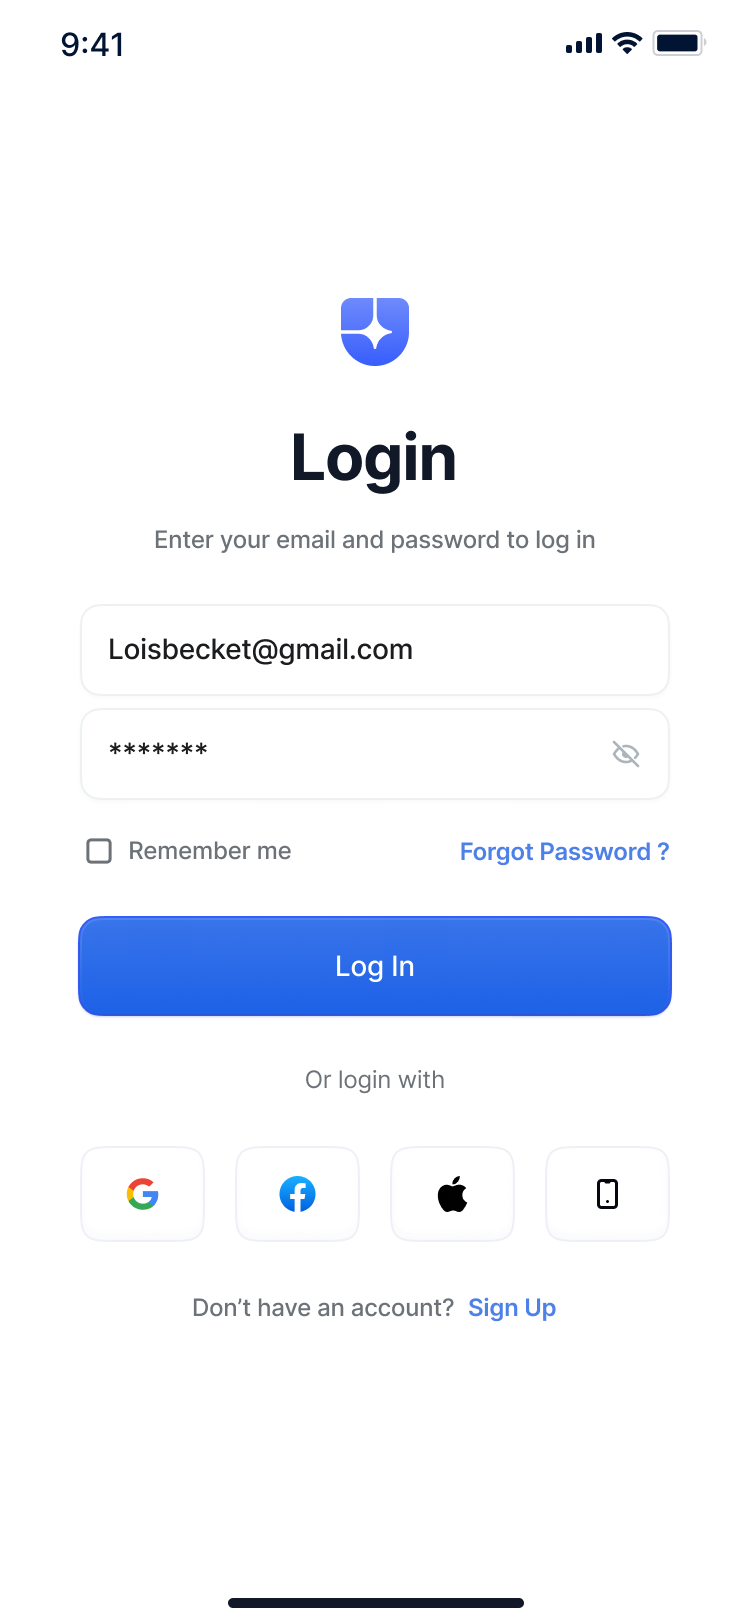 9:41
Login
Enter your email and password to log in
Loisbecket@gmail.com
*******
Remember me
Forgot Password ?
Log In
Or login with
Don’t have an account? Sign Up